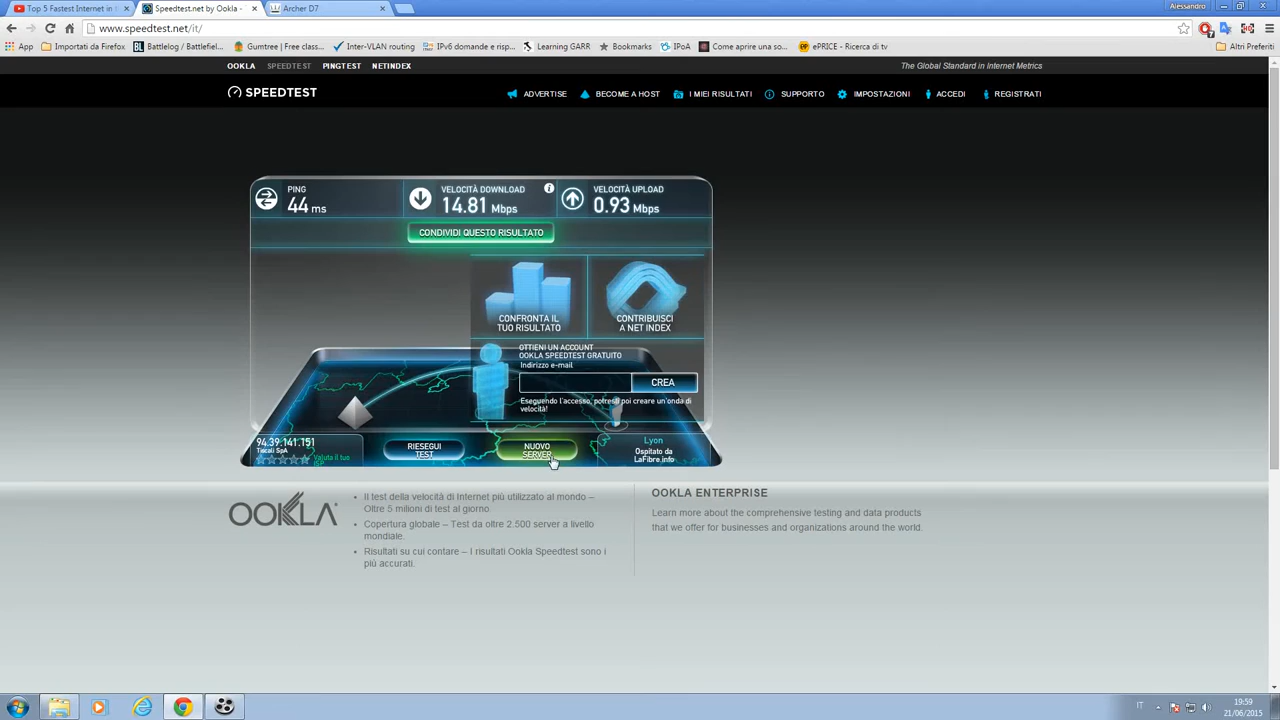 Alessandro
Top 5 Fastest Internet in
Speedtest.net by Ookla -
Archer D7
www.speedtest.net/it/
App
Importati da Firefox
Battlelog / Battlefiel...
Gumtree | Free class...
Inter-VLAN routing
IPv6 domande e risp...
Learning GARR
Bookmarks
IPoA
Come aprire una so...
ePRICE - Ricerca di tv
Altri Preferiti
OOKLA SPEEDTEST PINGTEST NETINDEX
The Global Standard in Internet Metrics
SPEEDTEST
ADVERTISE
BECOME A HOST
I MIEI RISULTATI
SUPPORTO
IMPOSTAZIONI
ACCEDI
REGISTRATI
PING
44 ms
VELOCITÀ DOWNLOAD
14.81 Mbps
VELOCITÀ UPLOAD
0.93 Mbps
CONDIVIDI QUESTO RISULTATO
CONFRONTA IL
TUO RISULTATO
CONTRIBUISCI
A NET INDEX
OTTIENI UN ACCOUNT
OOKLA SPEEDTEST GRATUITO
Indirizzo e-mail
CREA
Eseguendo l'accesso, potresti poi creare un'onda di
velocità!
94.39.141.151
Tiscali SpA
Valuta il tuo
ISP
RIESEGUI
TEST
NUOVO
SERVER
Lyon
Ospitato da
LaFibre.info
OOKLA
Il test della velocità di Internet più utilizzato al mondo –
Oltre 5 milioni di test al giorno.
Copertura globale – Test da oltre 2.500 server a livello
mondiale.
Risultati su cui contare – I risultati Ookla Speedtest sono i
più accurati.
OOKLA ENTERPRISE
Learn more about the comprehensive testing and data products
that we offer for businesses and organizations around the world.
IT
19:59
21/06/2015